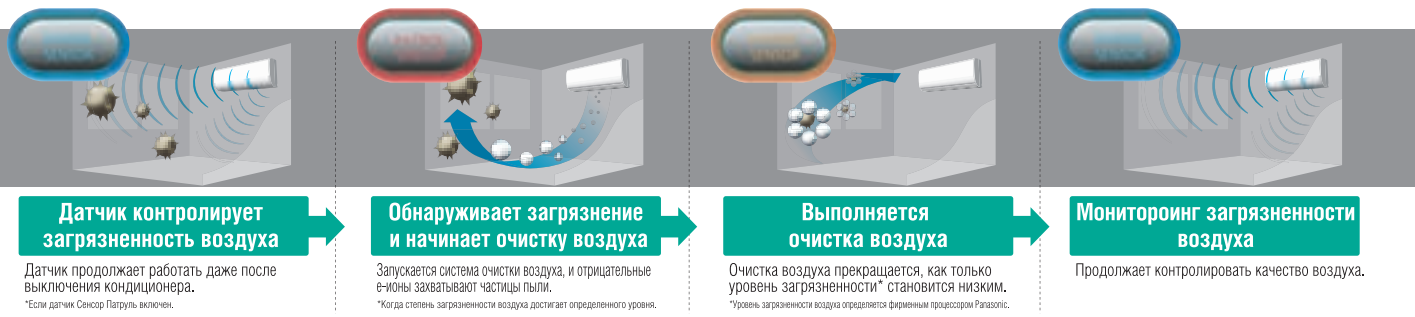 Датчик контролирует
загрязненность воздуха
Датчик продолжает работать даже после
выключения кондиционера.
*Если датчик Сенсор Патруль включен.
Обнаруживает загрязнение
и начинает очистку воздуха
Запускается система очистки воздуха, и отрицательные
е-ионы захватывают частицы пыли.
*Когда степень загрязненности воздуха достигает определенного уровня.
Выполняется
очистка воздуха
Очистка воздуха прекращается, как только
уровень загрязненности* становится низким.
*Уровень загрязненности воздуха определяется фирменным процессором Panasonic.
Монитороинг загрязненности
воздуха
Продолжает контролировать качество воздуха.